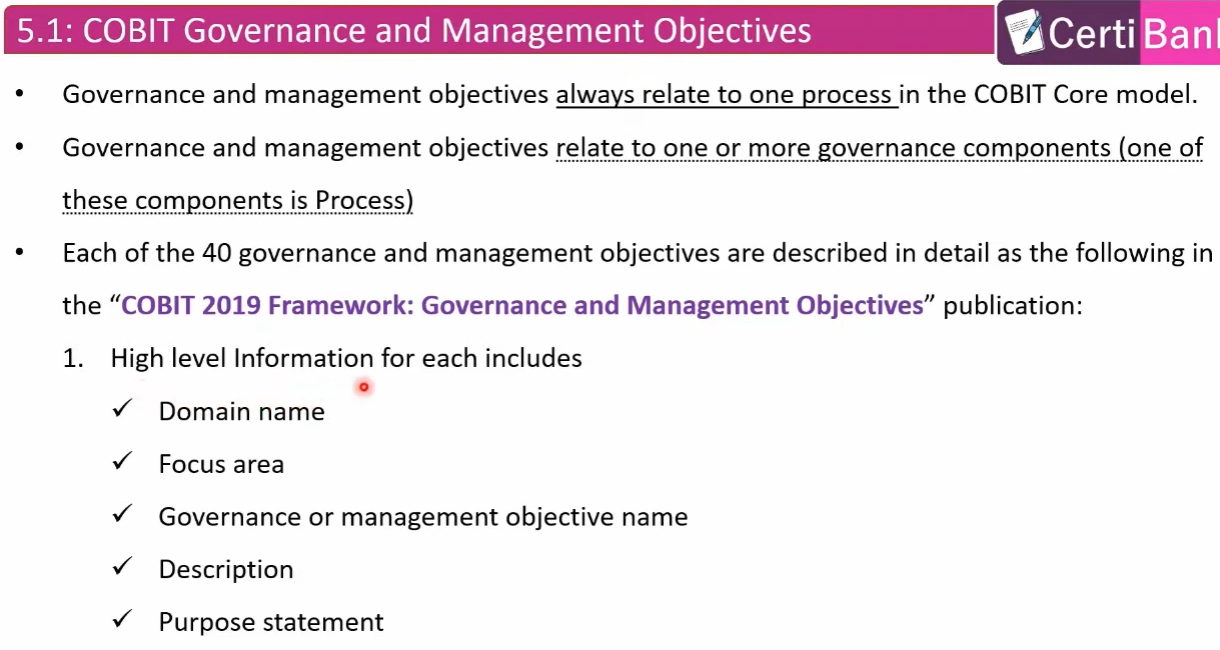 5.1: COBIT Governance and Management Objectives
Certi Bank
• Governance and management objectives always relate to one process in the COBIT Core model.
• Governance and management objectives relate to one or more governance components (one of
these components is Process)
• Each of the 40 governance and management objectives are described in detail as the following in
the “COBIT 2019 Framework: Governance and Management Objectives” publication:
1. High level Information for each includes
✓ Domain name
✓ Focus area
✓ Governance or management objective name
✓ Description
✓ Purpose statement